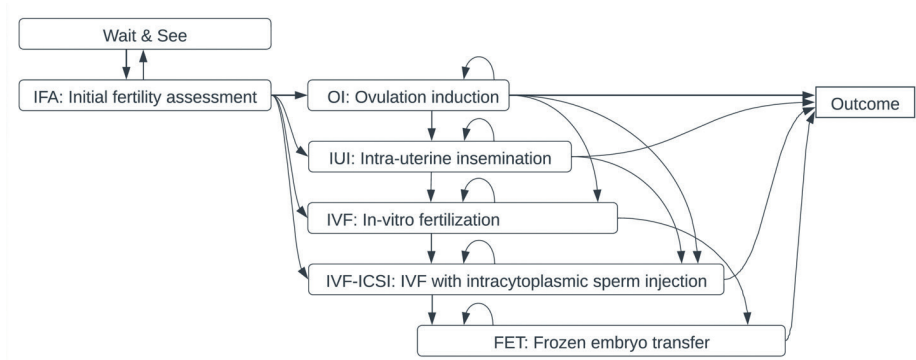 Wait & See
IFA: Initial fertility assessment
OI: Ovulation induction
Outcome
IUI: Intra-uterine insemination
IVF: In-vitro fertilization
IVF-ICSI: IVF with intracytoplasmic sperm injection
FET: Frozen embryo transfer